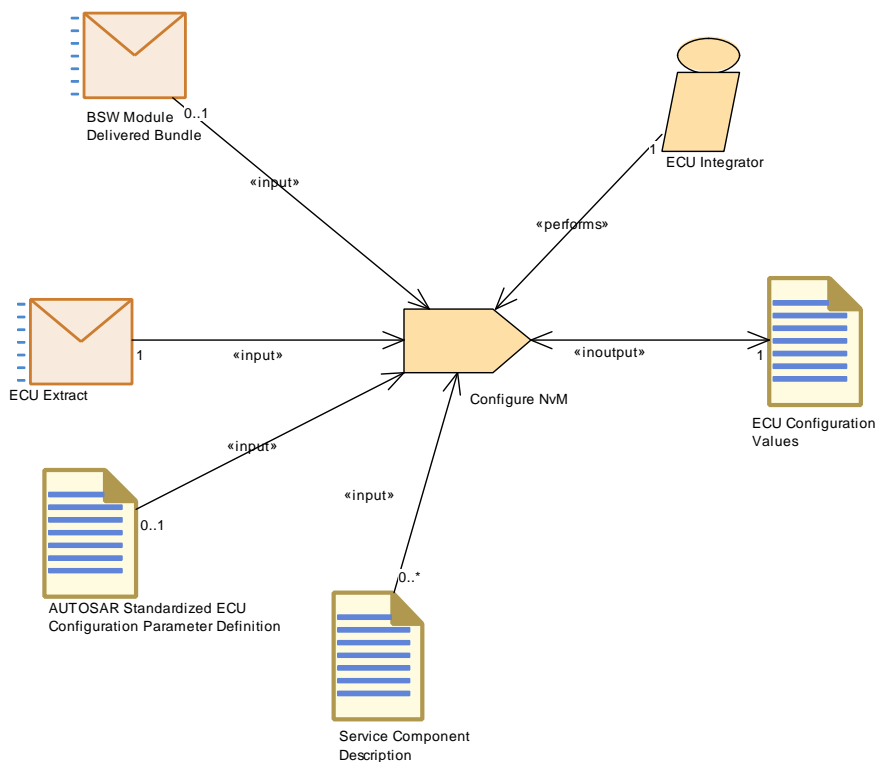 0..1
BSW Module
Delivered Bundle
1
ECU Integrator
«input»
«performs»
1
«input»
ECU Extract
«inoutput»
1
Configure NvM
ECU Configuration
Values
«input»
«input»
0..1
0..*
AUTOSAR Standardized ECU
Configuration Parameter Definition
Service Component
Description